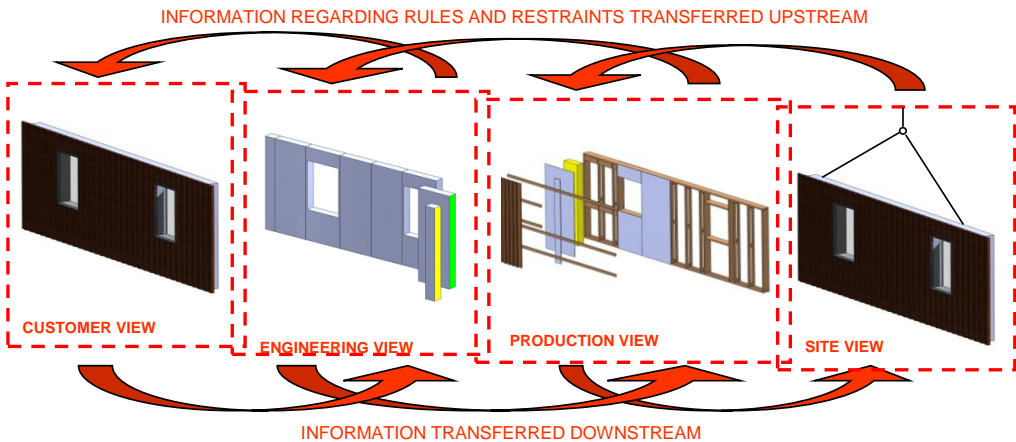 INFORMATION REGARDING RULES AND RESTRAINTS TRANSFERRED UPSTREAM
CUSTOMER VIEW
ENGINEERING VIEW
PRODUCTION VIEW
SITE VIEW
INFORMATION TRANSFERRED DOWNSTREAM